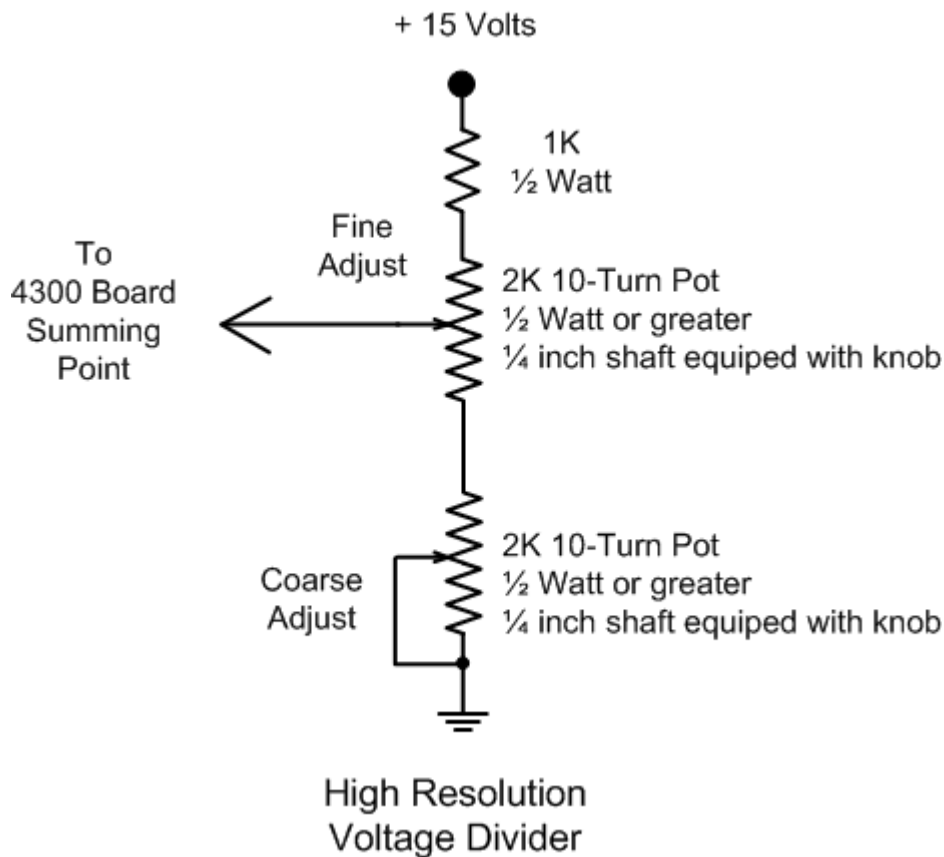 + 15 Volts
1K
½ Watt
Fine
Adjust
To
4300 Board
Summing
Point
2K 10-Turn Pot
½ Watt or greater
¼ inch shaft equiped with knob
Coarse
Adjust
2K 10-Turn Pot
½ Watt or greater
¼ inch shaft equiped with knob
High Resolution
Voltage Divider